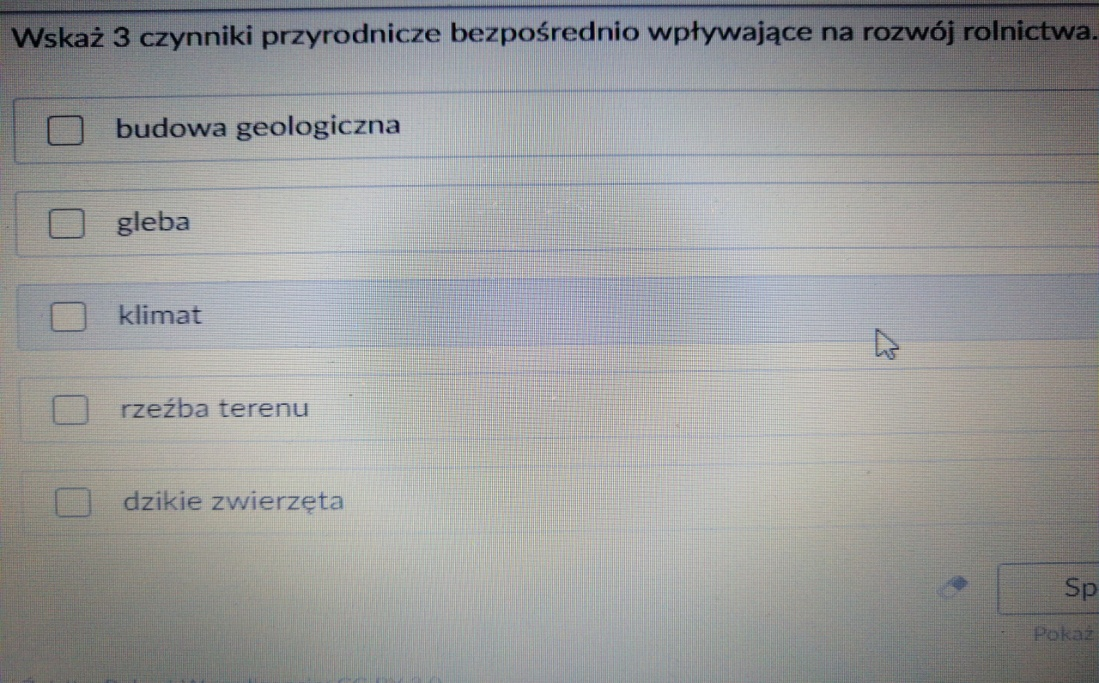 Wskaż 3 czynniki przyrodnicze bezpośrednio wpływające na rozwój rolnictwa.
budowa geologiczna
gleba
klimat
rzeźba terenu
dzikie zwierzęta
Sp
Pokaż